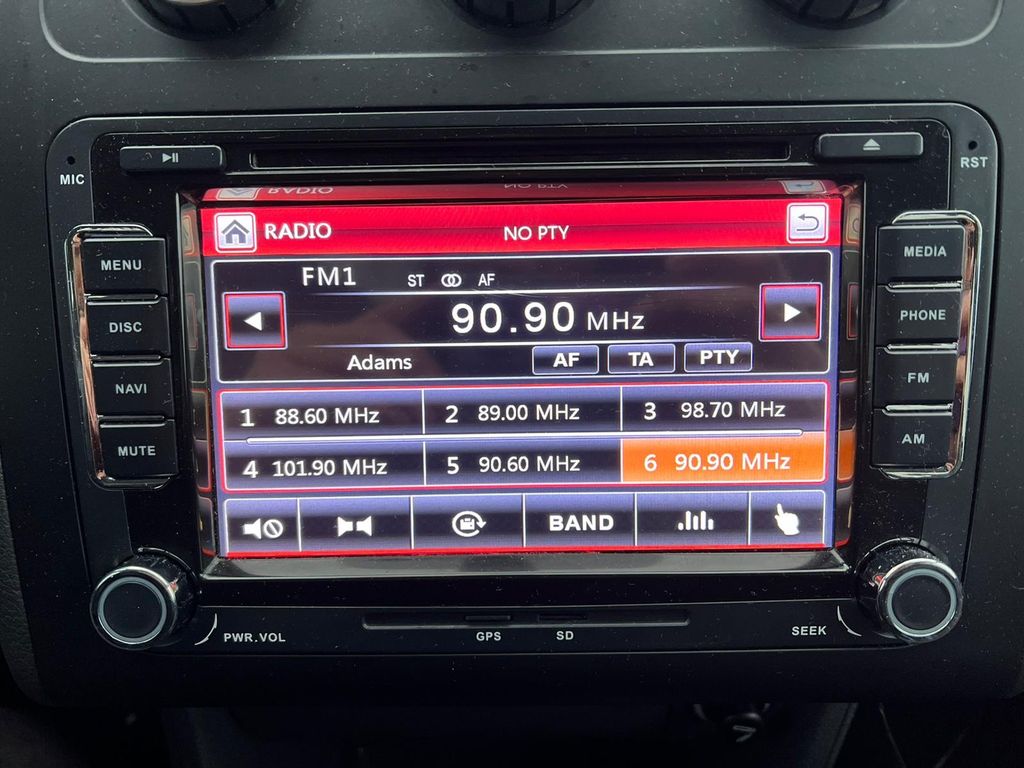 MIC
RST
RADIO
NO PTY
MENU
DISC
NAVI
MUTE
MEDIA
PHONE
FM
AM
FM1 ST AF
90.90 MHz
Adams AF TA PTY
1 88.60 MHz 2 89.00 MHz 3 98.70 MHz
4 101.90 MHz 5 90.60 MHz 6 90.90 MHz
BAND
PWR.VOL
GPS
SD
SEEK